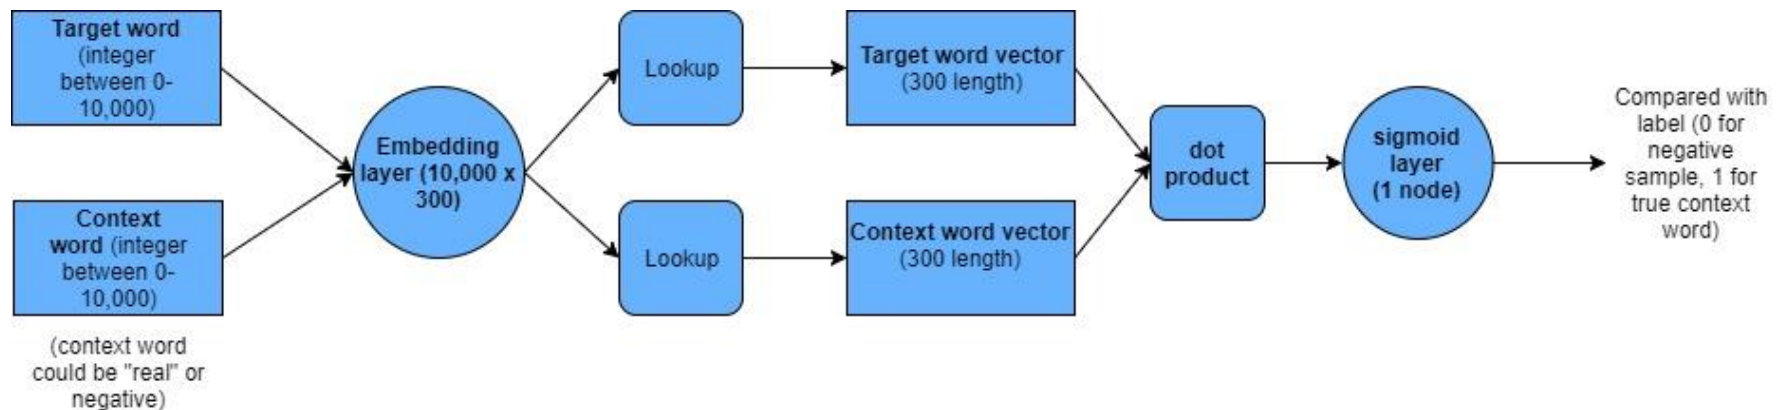 Target word
(integer
between 0-
10,000)
Context
word (integer
between 0-
10,000)
(context word
could be "real" or
negative)
Embedding
layer (10,000 x
300)
Lookup
Lookup
Target word vector
(300 length)
Context word vector
(300 length)
dot
product
sigmoid
layer
(1 node)
Compared with
label (0 for
negative
sample, 1 for
true context
word)